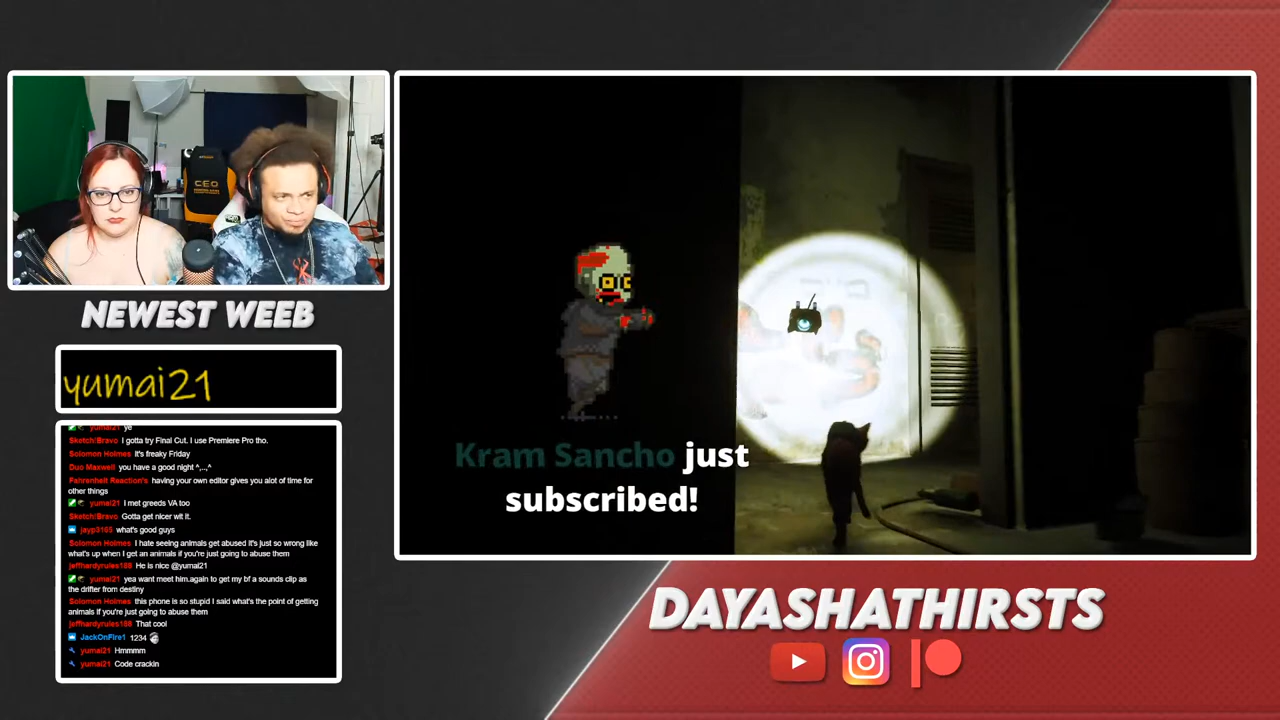 CEO
NEWEST WEEB
yumai21
yumai21 ye
Sketch!Bravo I gotta try Final Cut. I use Premiere Pro tho.
Solomon Holmes It's freaky Friday
Duo Maxwell you have a good night ^,..,^
Fahrenheit Reaction's having your own editor gives you alot of time for
other things
yumai21 I met greeds VA too
Sketch!Bravo Gotta get nicer wit it.
jayp3165 what's good guys
Solomon Holmes I hate seeing animals get abused it's just so wrong like
what's up when I get an animals if you're just going to abuse them
jeffhardyrules188 He is nice @yumai21
yumai21 yea want meet him.again to get my bf a sounds clip as
the drifter from destiny
Solomon Holmes this phone is so stupid I said what's the point of getting
animals if you're just going to abuse them
jeffhardyrules188 That cool
JackOnFire1 1234
yumai21 Hmmmm
yumai21 Code crackin
Kram Sancho just
subscribed!
DAYASHATHIRSTS